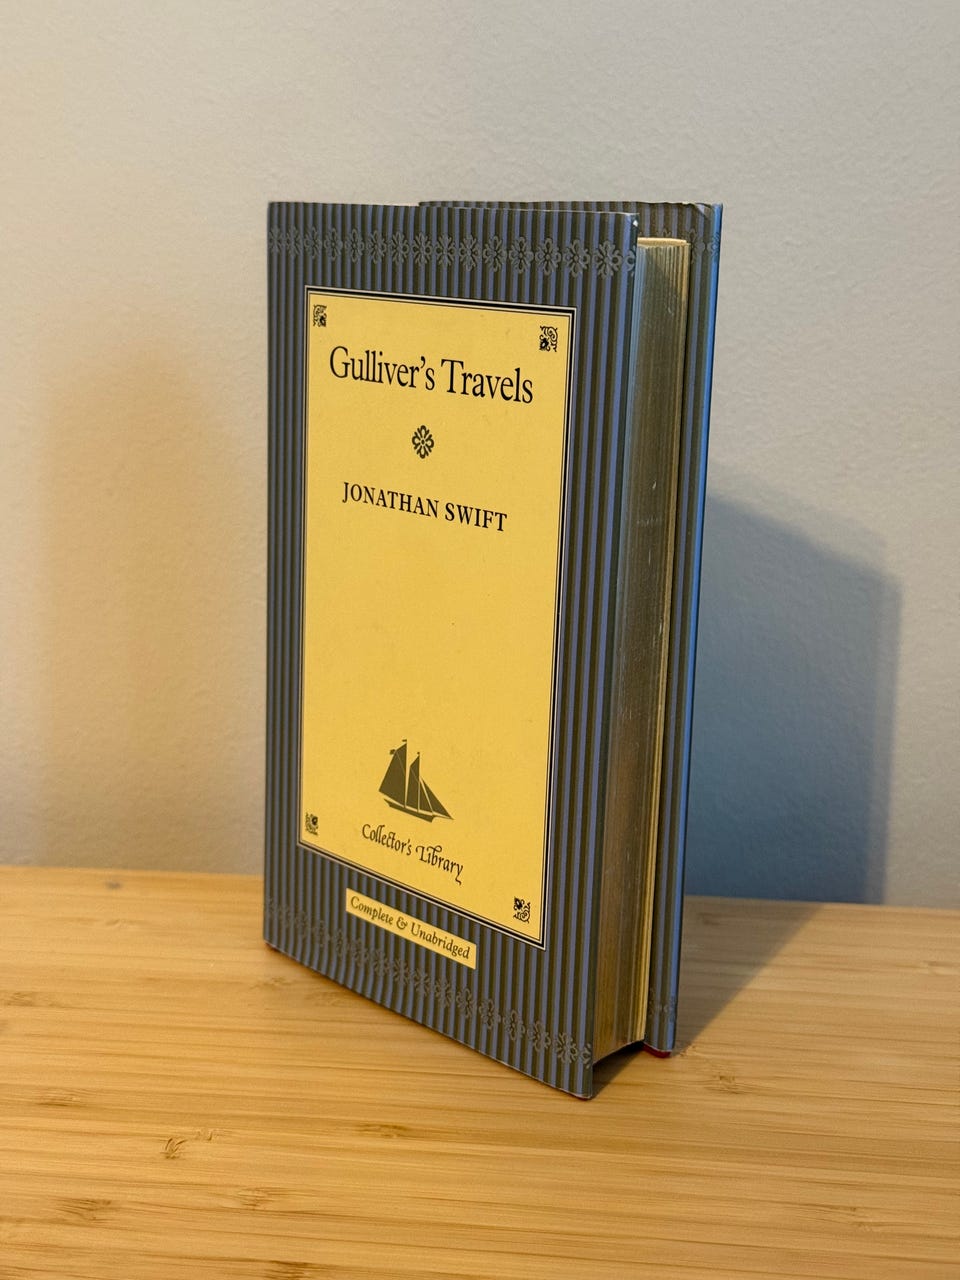 Gulliver's Travels
JONATHAN SWIFT
Collector's Library
Complete & Unabridged